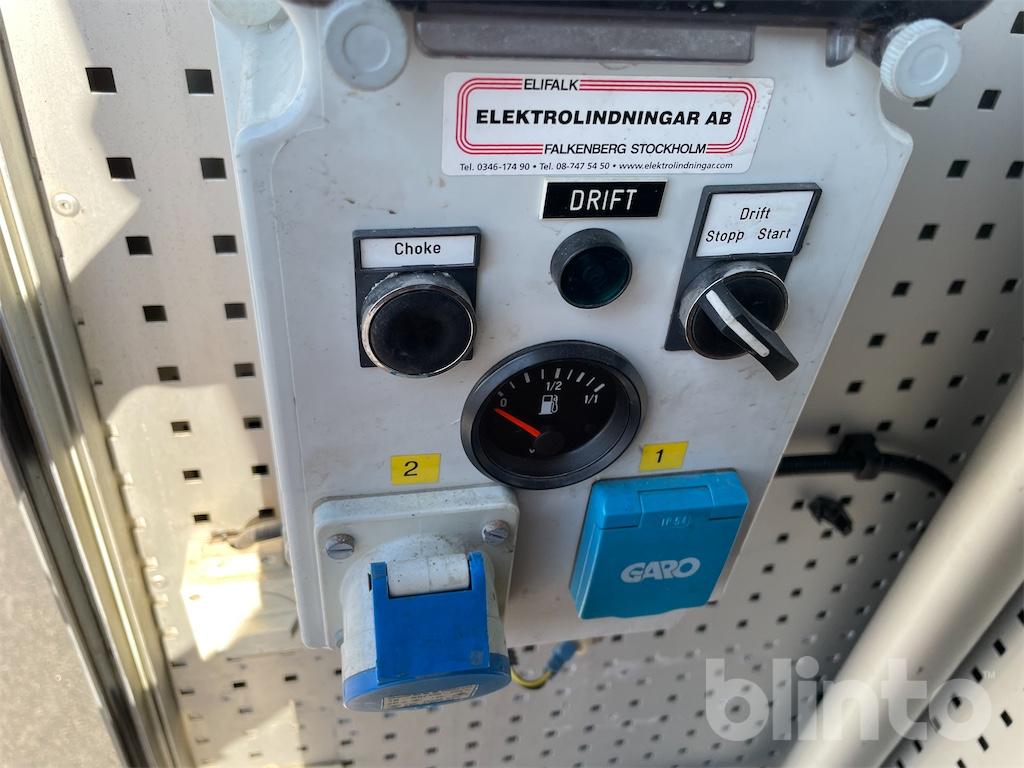 ELIFALK
ELEKTROLINDNINGAR AB
FALKENBERG STOCKHOLM
Tel. 0346-174 90 • Tel. 08-747 54 50 • www.elektrolindningar.com
DRIFT
Drift
Stopp Start
Choke
0 1/2 1/1
2
1
IP54
GARO
blinto™